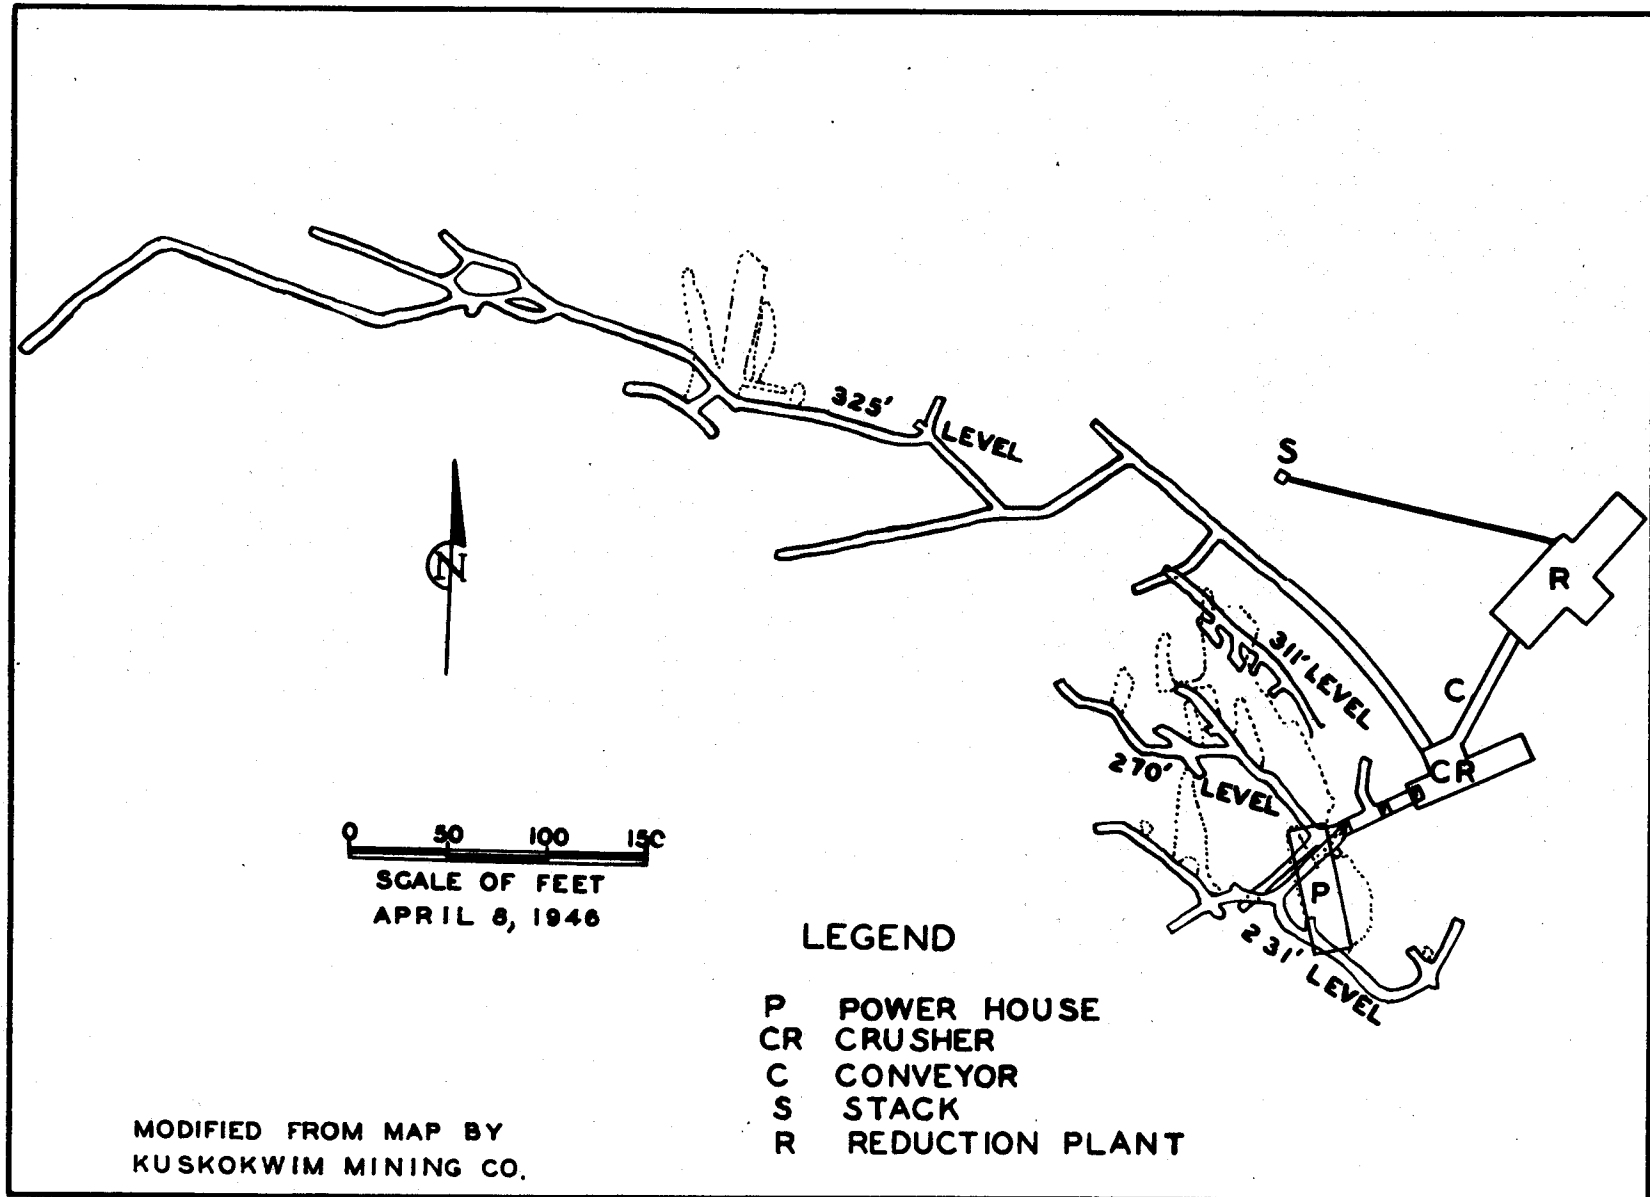 325'
LEVEL
S
R
311' LEVEL
C
270'
LEVEL
CR
N
0 50 100 150
SCALE OF FEET
APRIL 8, 1946
P
231' LEVEL
LEGEND
P POWER HOUSE
CR CRUSHER
C CONVEYOR
S STACK
R REDUCTION PLANT
MODIFIED FROM MAP BY
KUSKOKWIM MINING CO.